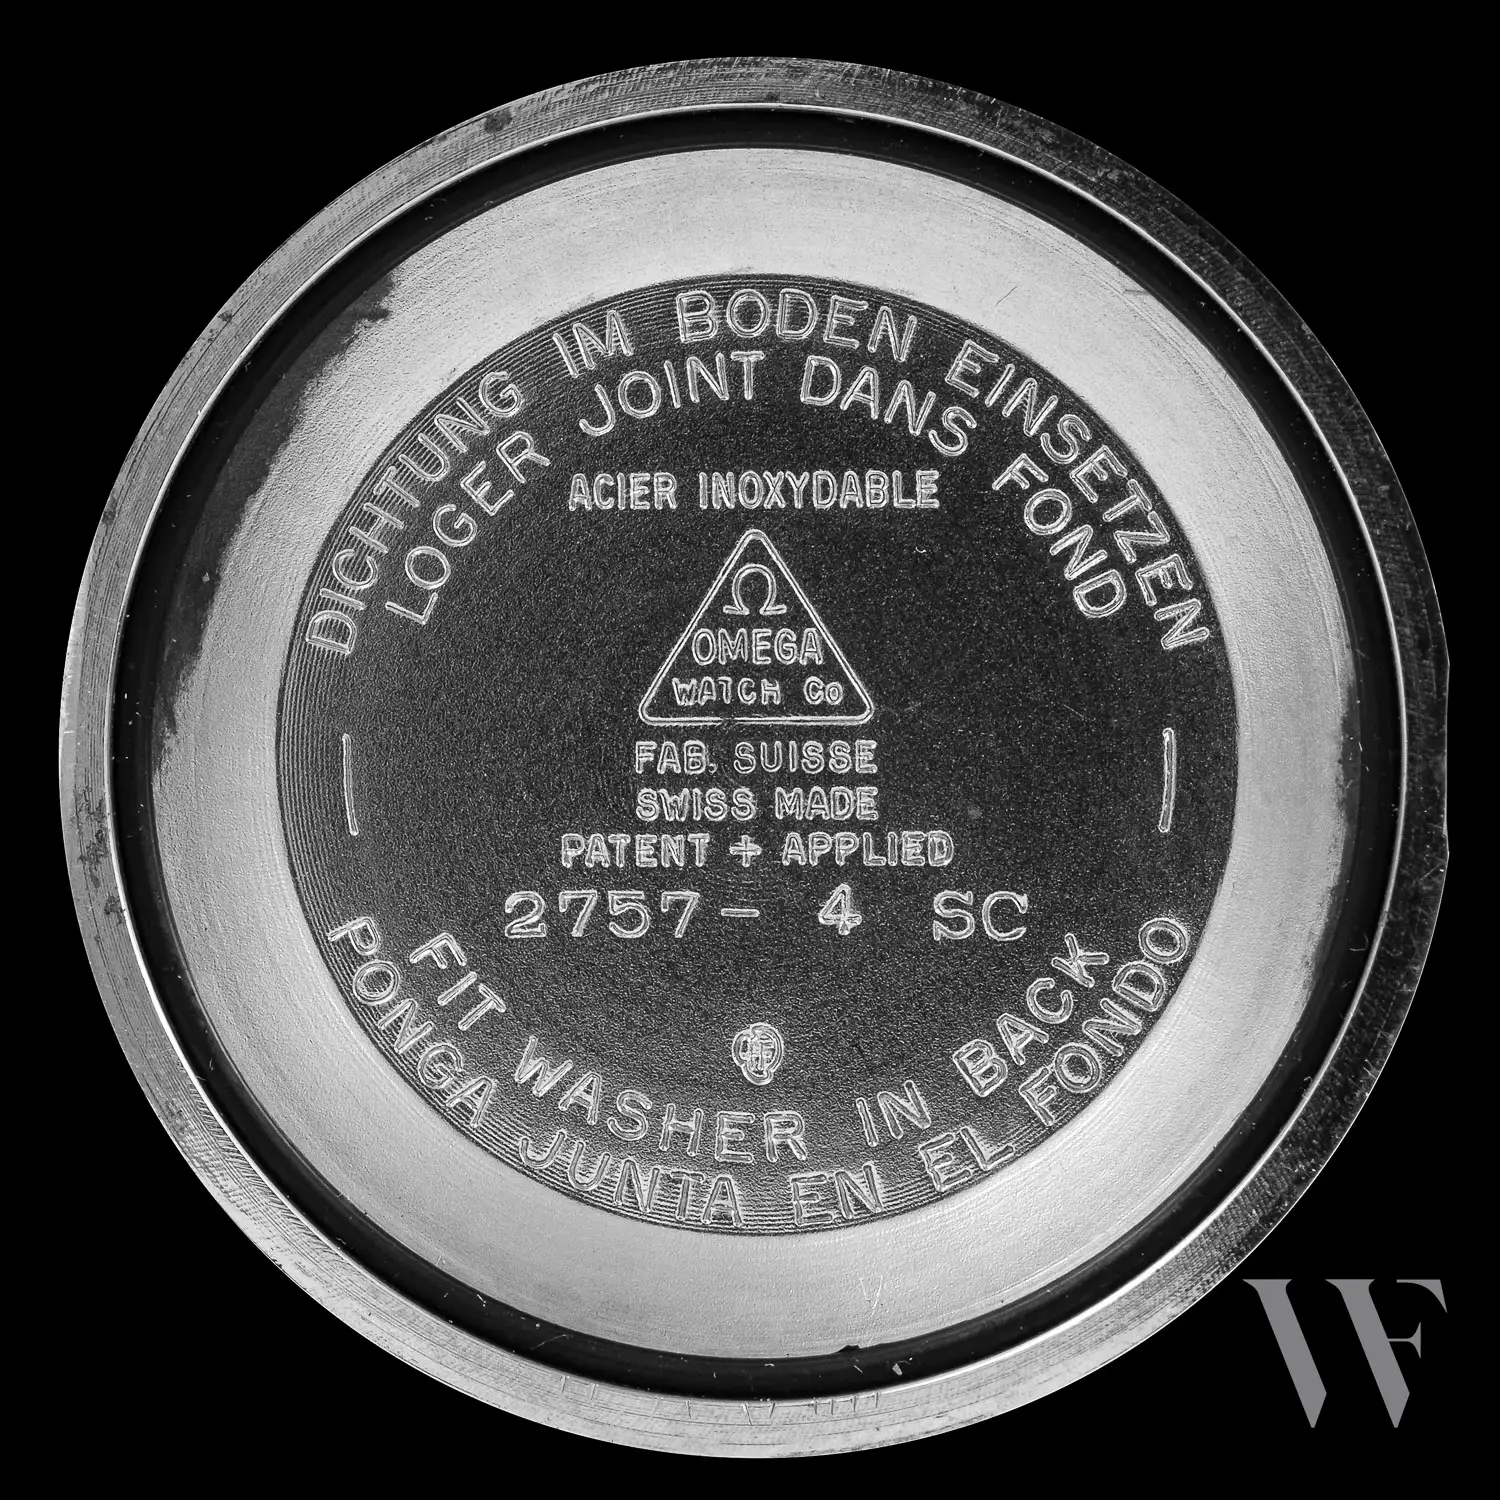 DICHTUNG IM BODEN EINSETZEN
LOGER JOINT DANS FOND
ACIER INOXYDABLE
Ω
OMEGA
WATCH Co
FAB. SUISSE
SWISS MADE
PATENT + APPLIED
2757- 4 SC
FIT WASHER IN BACK
PONGA JUNTA EN EL FONDO
WF